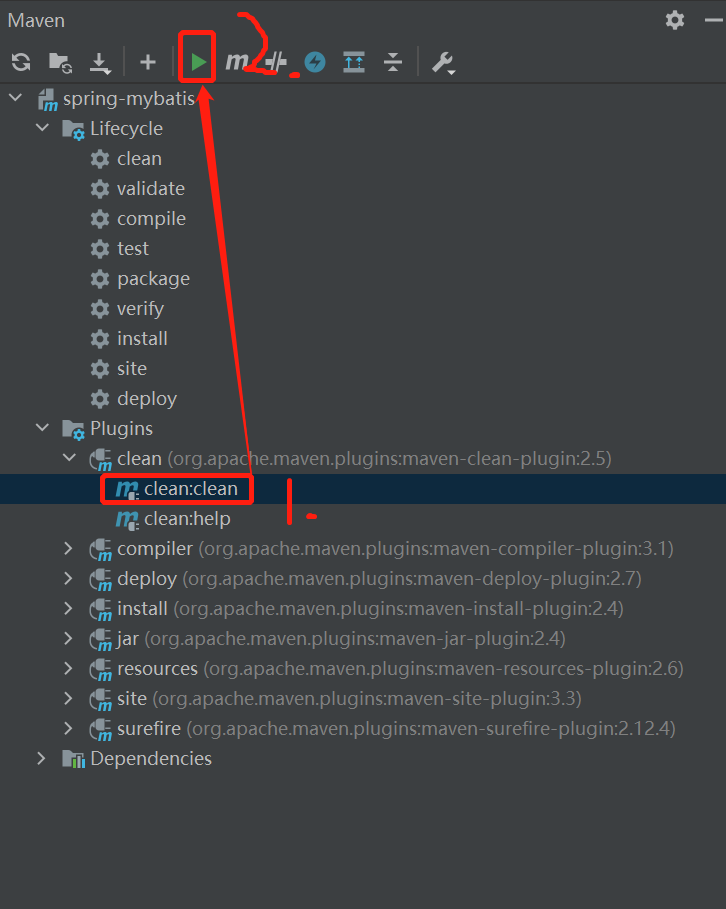 Maven
m 2.
spring-mybatis
Lifecycle
clean
validate
compile
test
package
verify
install
site
deploy
Plugins
clean (org.apache.maven.plugins:maven-clean-plugin:2.5)
clean:clean 1.
clean:help
compiler (org.apache.maven.plugins:maven-compiler-plugin:3.1)
deploy (org.apache.maven.plugins:maven-deploy-plugin:2.7)
install (org.apache.maven.plugins:maven-install-plugin:2.4)
jar (org.apache.maven.plugins:maven-jar-plugin:2.4)
resources (org.apache.maven.plugins:maven-resources-plugin:2.6)
site (org.apache.maven.plugins:maven-site-plugin:3.3)
surefire (org.apache.maven.plugins:maven-surefire-plugin:2.12.4)
Dependencies